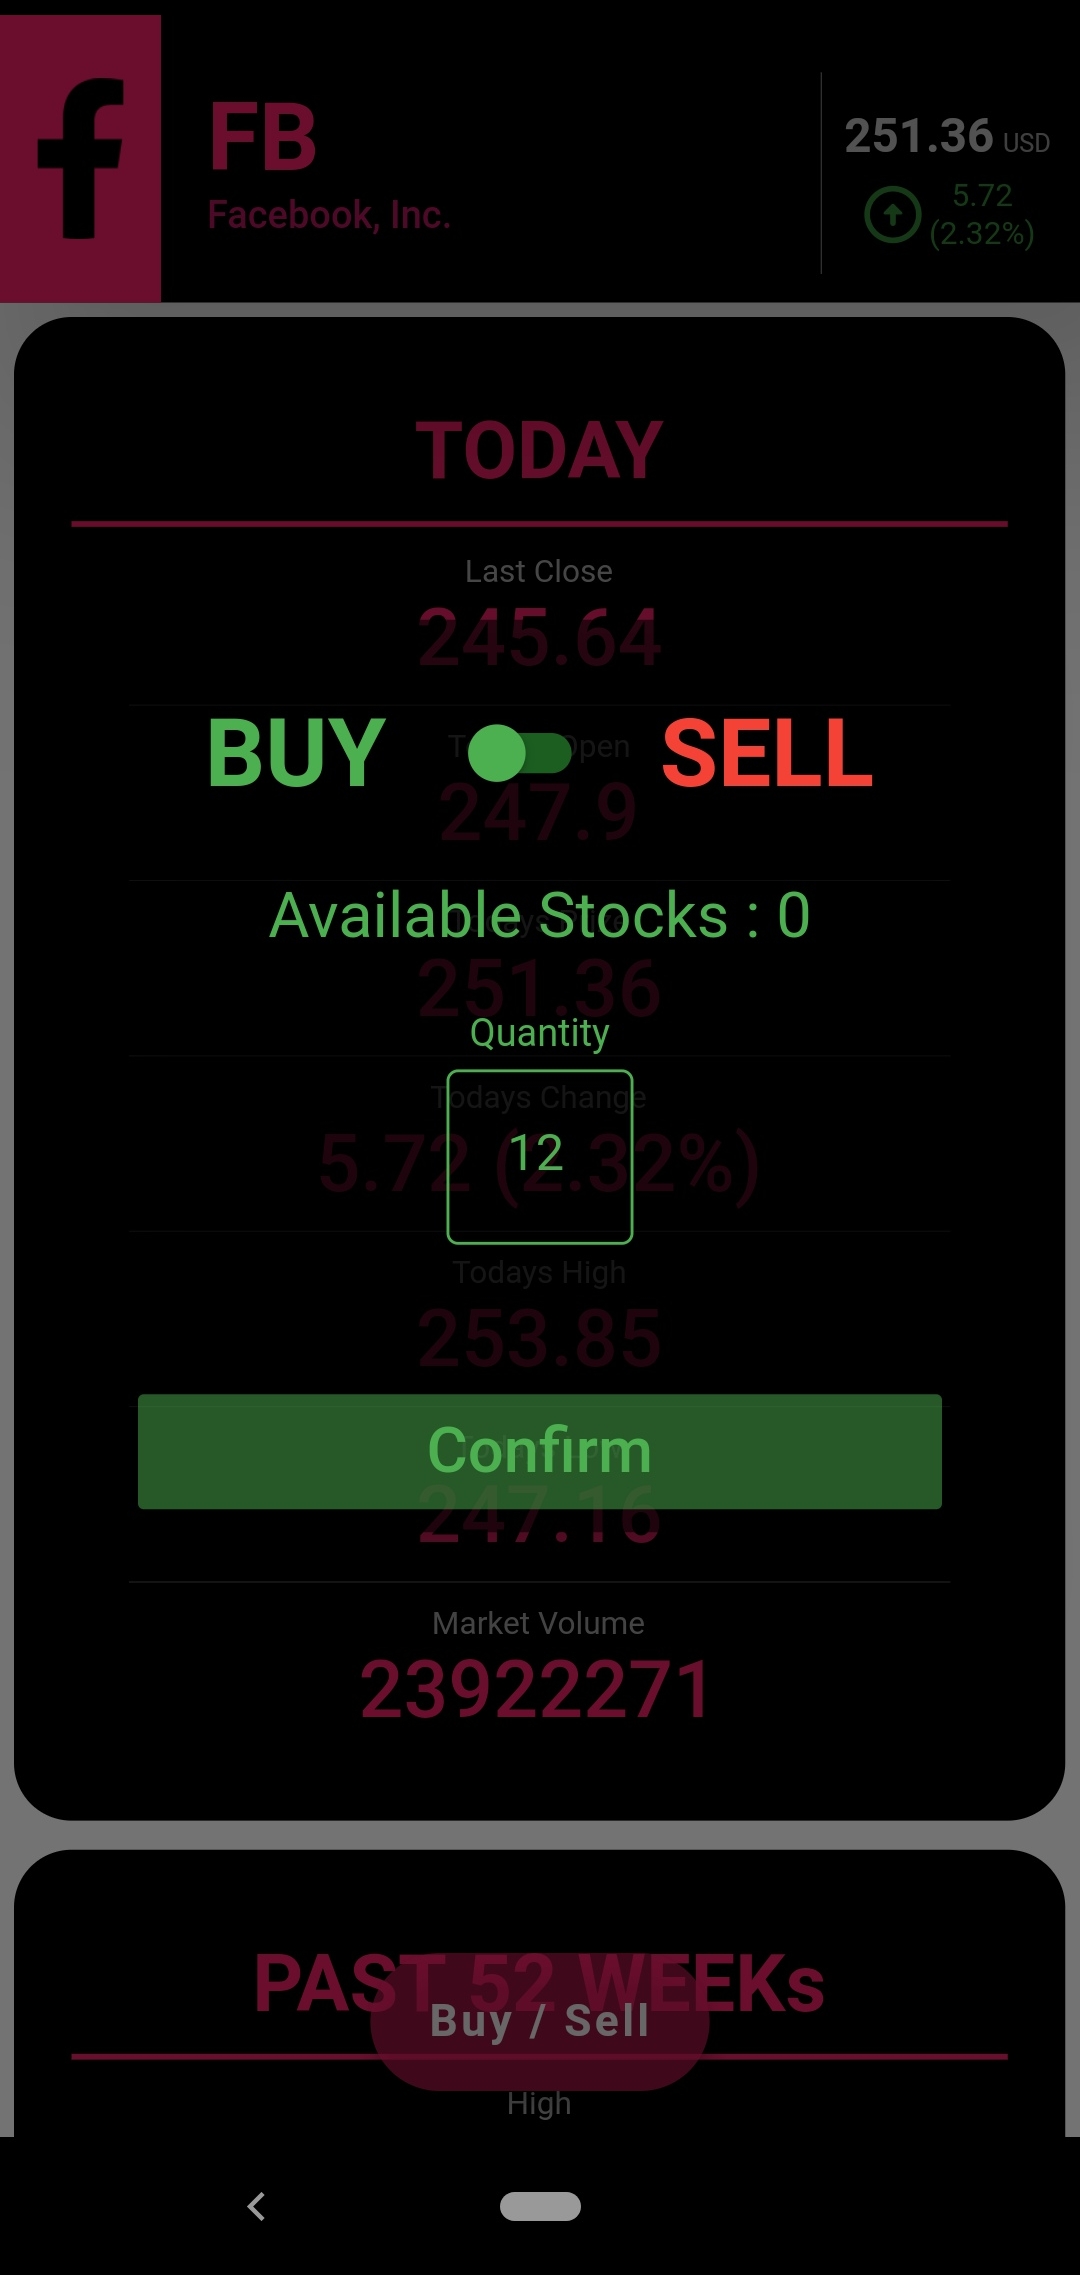 FB
Facebook, Inc.
251.36 USD
5.72
(2.32%)
TODAY
Last Close
245.64
BUY
SELL
Open
247.9
Available Stocks : 0
251.36
Quantity
Todays Change
12
5.72 (2.32%)
Todays High
253.85
Confirm
247.16
Market Volume
23922271
PAST 52 WEEKs
Buy / Sell
High